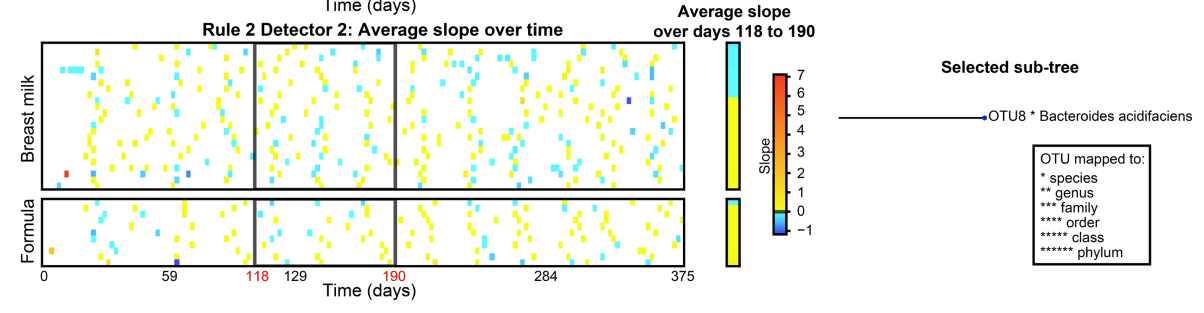 Time (days)
Rule 2 Detector 2: Average slope over time
Average slope
over days 118 to 190
Breast milk
Formula
0 59 118 129 190 284 375
Time (days)
Slope
7
6
5
4
3
2
1
0
−1
Selected sub-tree
OTU8 * Bacteroides acidifaciens
OTU mapped to:
* species
** genus
*** family
**** order
***** class
****** phylum